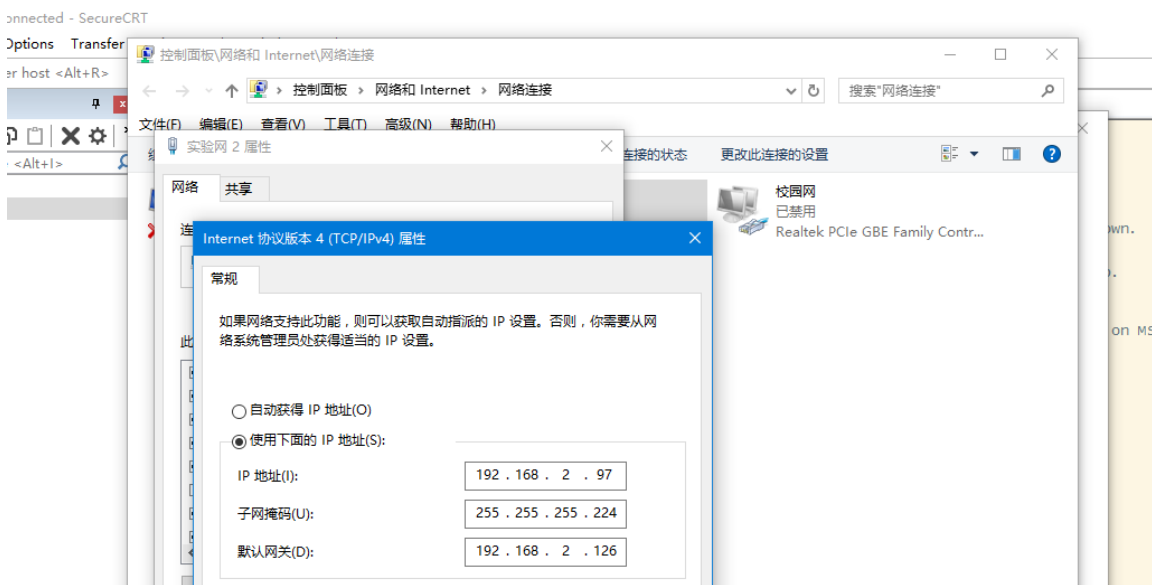 onnected - SecureCRT
Options Transfer
er host <Alt+R>
<Alt+I>
控制面板\网络和 Internet\网络连接
控制面板 › 网络和 Internet › 网络连接
搜索"网络连接"
文件(F) 编辑(E) 查看(V) 工具(T) 高级(N) 帮助(H)
连接的状态 更改此连接的设置
实验网 2 属性
网络 共享
连
此
校园网
已禁用
Realtek PCIe GBE Family Contr...
own.
on MS
Internet 协议版本 4 (TCP/IPv4) 属性
常规
如果网络支持此功能，则可以获取自动指派的 IP 设置。否则，你需要从网
络系统管理员处获得适当的 IP 设置。
自动获得 IP 地址(O)
使用下面的 IP 地址(S):
IP 地址(I): 192 . 168 . 2 . 97
子网掩码(U): 255 . 255 . 255 . 224
默认网关(D): 192 . 168 . 2 . 126